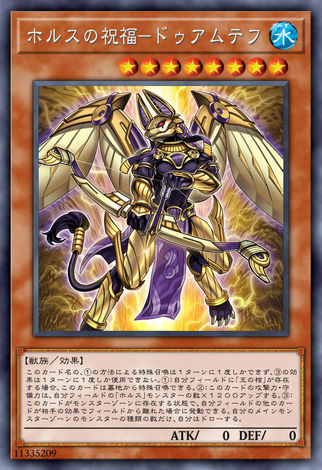 ホルスの祝福−ドゥアムテフ
水
【獣族／効果】
このカード名の、①の方法による特殊召喚は１ターンに１度しかできず、③の効
果は１ターンに１度しか使用できない。①：自分フィールドに「王の棺」が存在
する場合、このカードは墓地から特殊召喚できる。②：このカードの攻撃力・守
備力は、自分フィールドの「ホルス」モンスターの数×１２００アップする。③：
このカードがモンスターゾーンに存在する状態で、自分フィールドの他のカー
ドが相手の効果でフィールドから離れた場合に発動できる。自分のメインモン
スターゾーンのモンスターの種類の数だけ、自分はドローする。
ATK/ 0 DEF/ 0
11335209